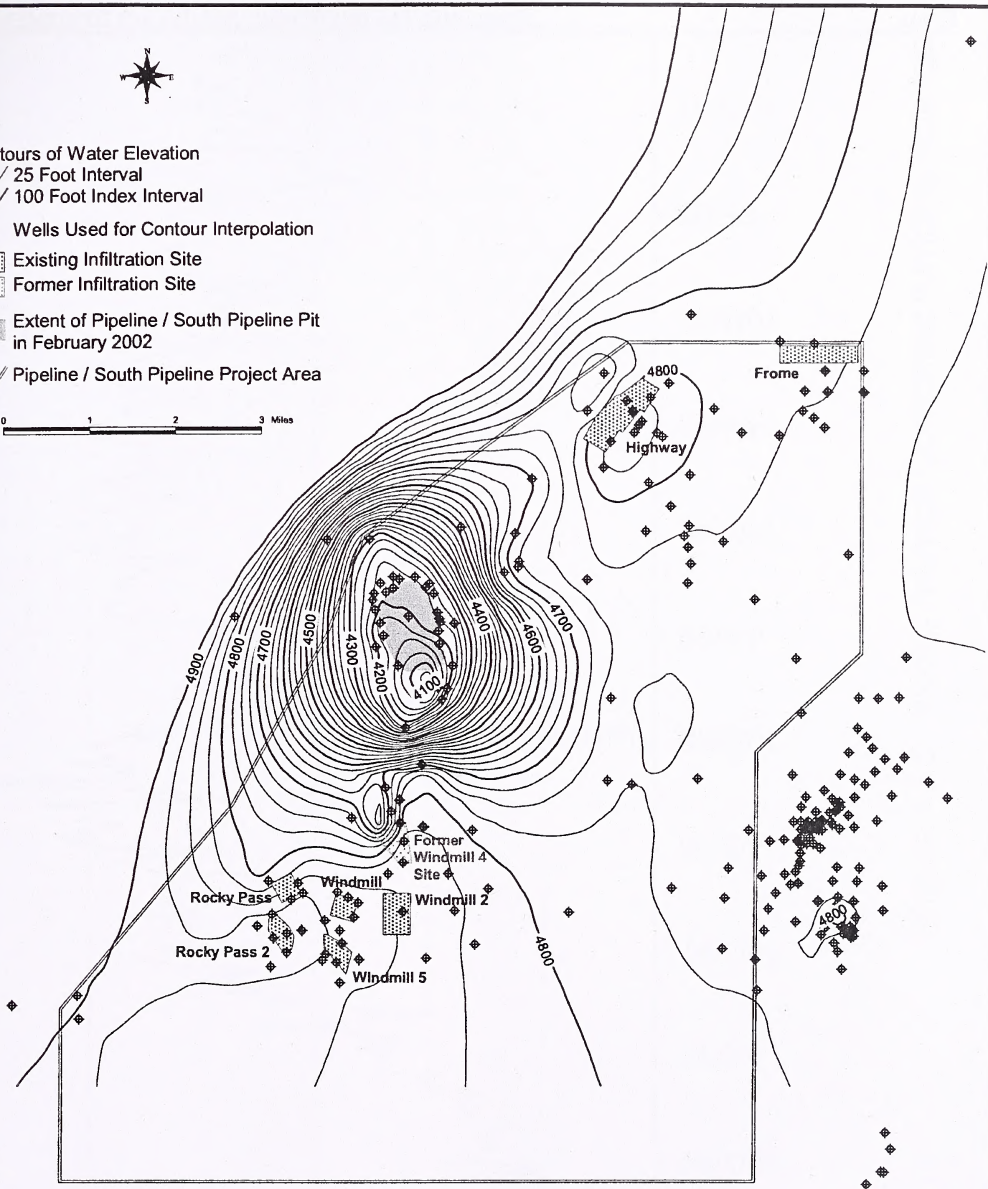 N
W E
S
tours of Water Elevation
25 Foot Interval
100 Foot Index Interval
Wells Used for Contour Interpolation
Existing Infiltration Site
Former Infiltration Site
Extent of Pipeline / South Pipeline Pit
in February 2002
Pipeline / South Pipeline Project Area
0 1 2 3 Miles
4800
Frome
Highway
4900
4800
4700
4500
4300
4200
4100
4400
4600
4700
Former
Windmill 4
Site
Rocky Pass
Windmill
Windmill 2
Rocky Pass 2
Windmill 5
4800
4800